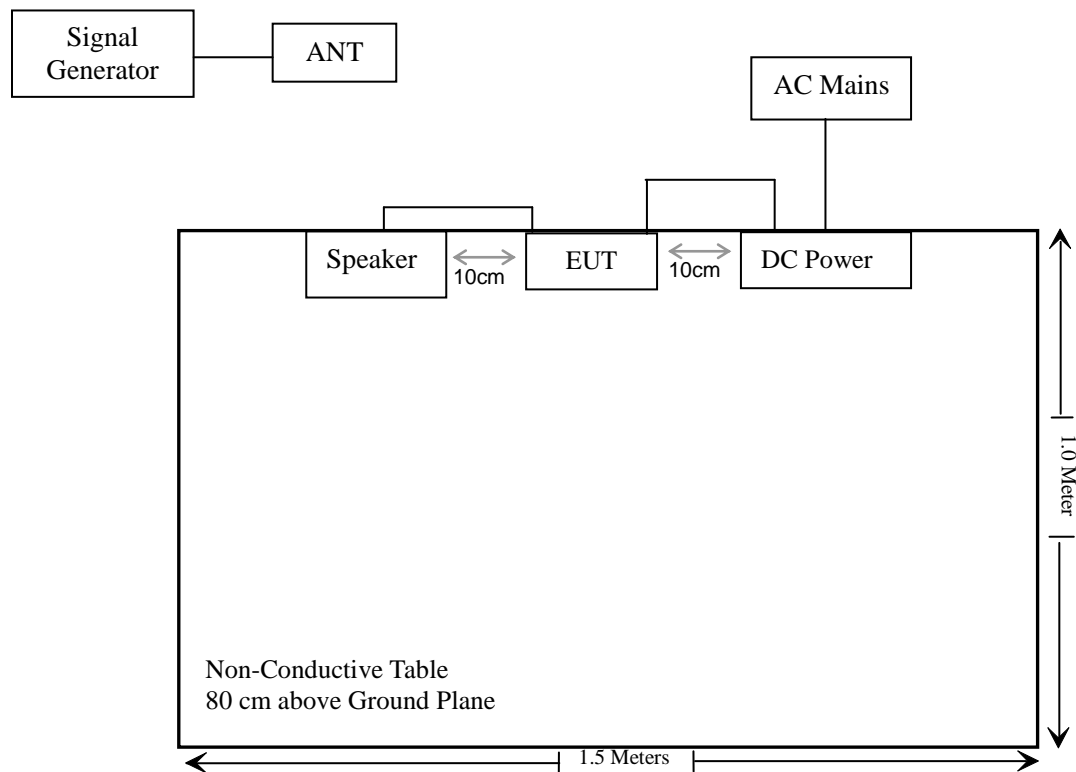 Signal
Generator
ANT
AC Mains
Speaker
10cm
EUT
10cm
DC Power
1.0 Meter
Non-Conductive Table
80 cm above Ground Plane
1.5 Meters